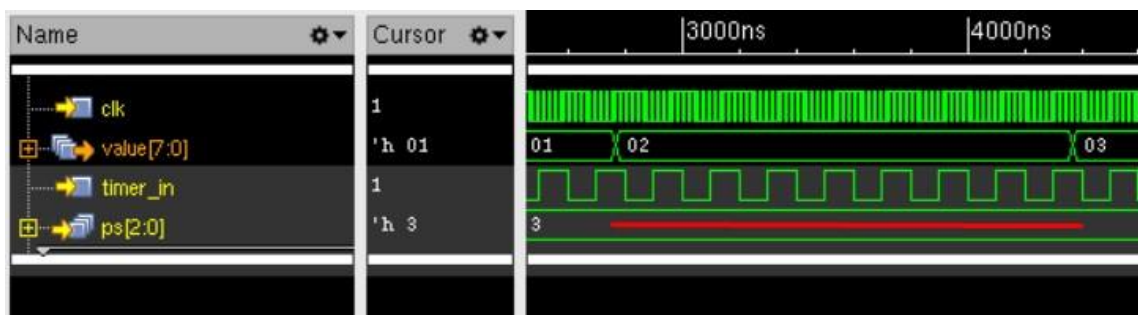 Name Cursor 3000ns 4000ns
clk 1
value[7:0] 'h 01 01 02 03
timer_in 1
ps[2:0] 'h 3 3